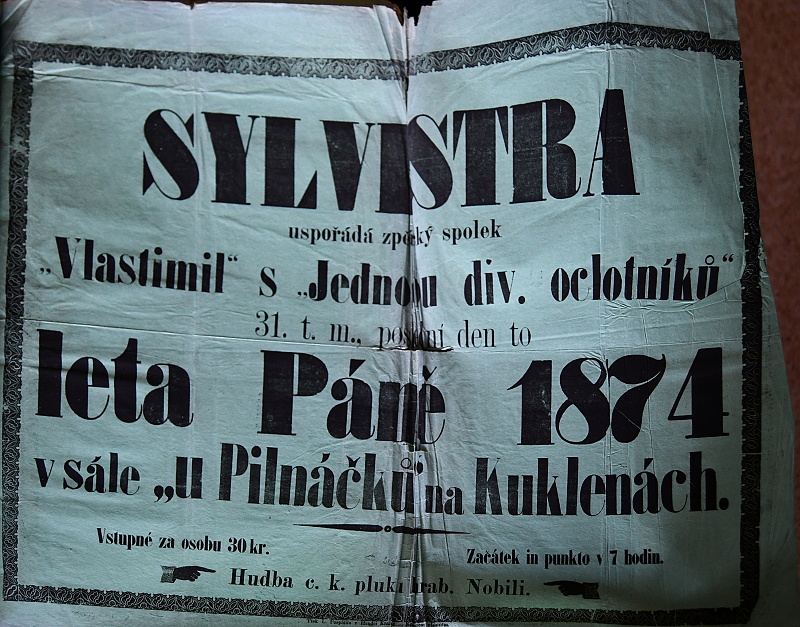 SYLVESTRA
uspořádá zpěvácký spolek
„Vlastimil“ s „Jednou div. ochotníků“
31. t. m., poslední den to
leta Páně 1874
v sále „u Pilnáčků“ na Kuklenách.
Vstupné za osobu 30 kr.
Začátek in punkto v 7 hodin.
Hudba c. k. pluku hrab. Nobili.